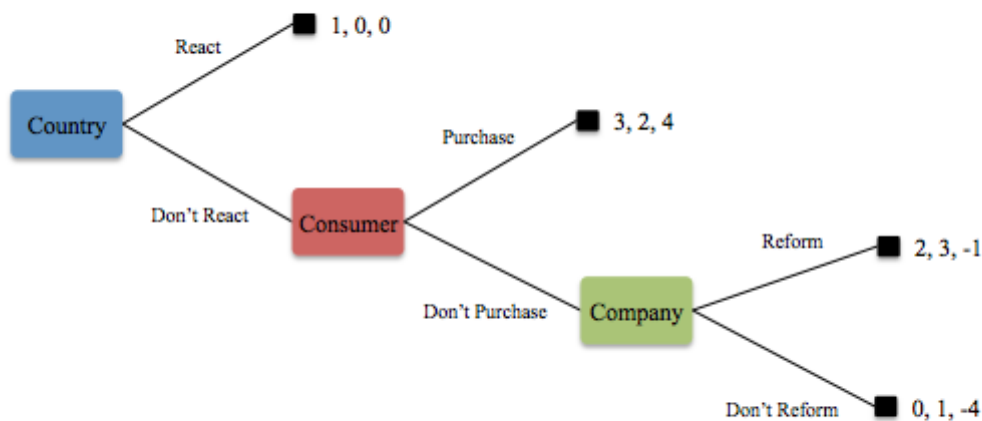 1, 0, 0
React
Country
Purchase
3, 2, 4
Don't React
Consumer
Reform
2, 3, -1
Don't Purchase
Company
Don't Reform
0, 1, -4